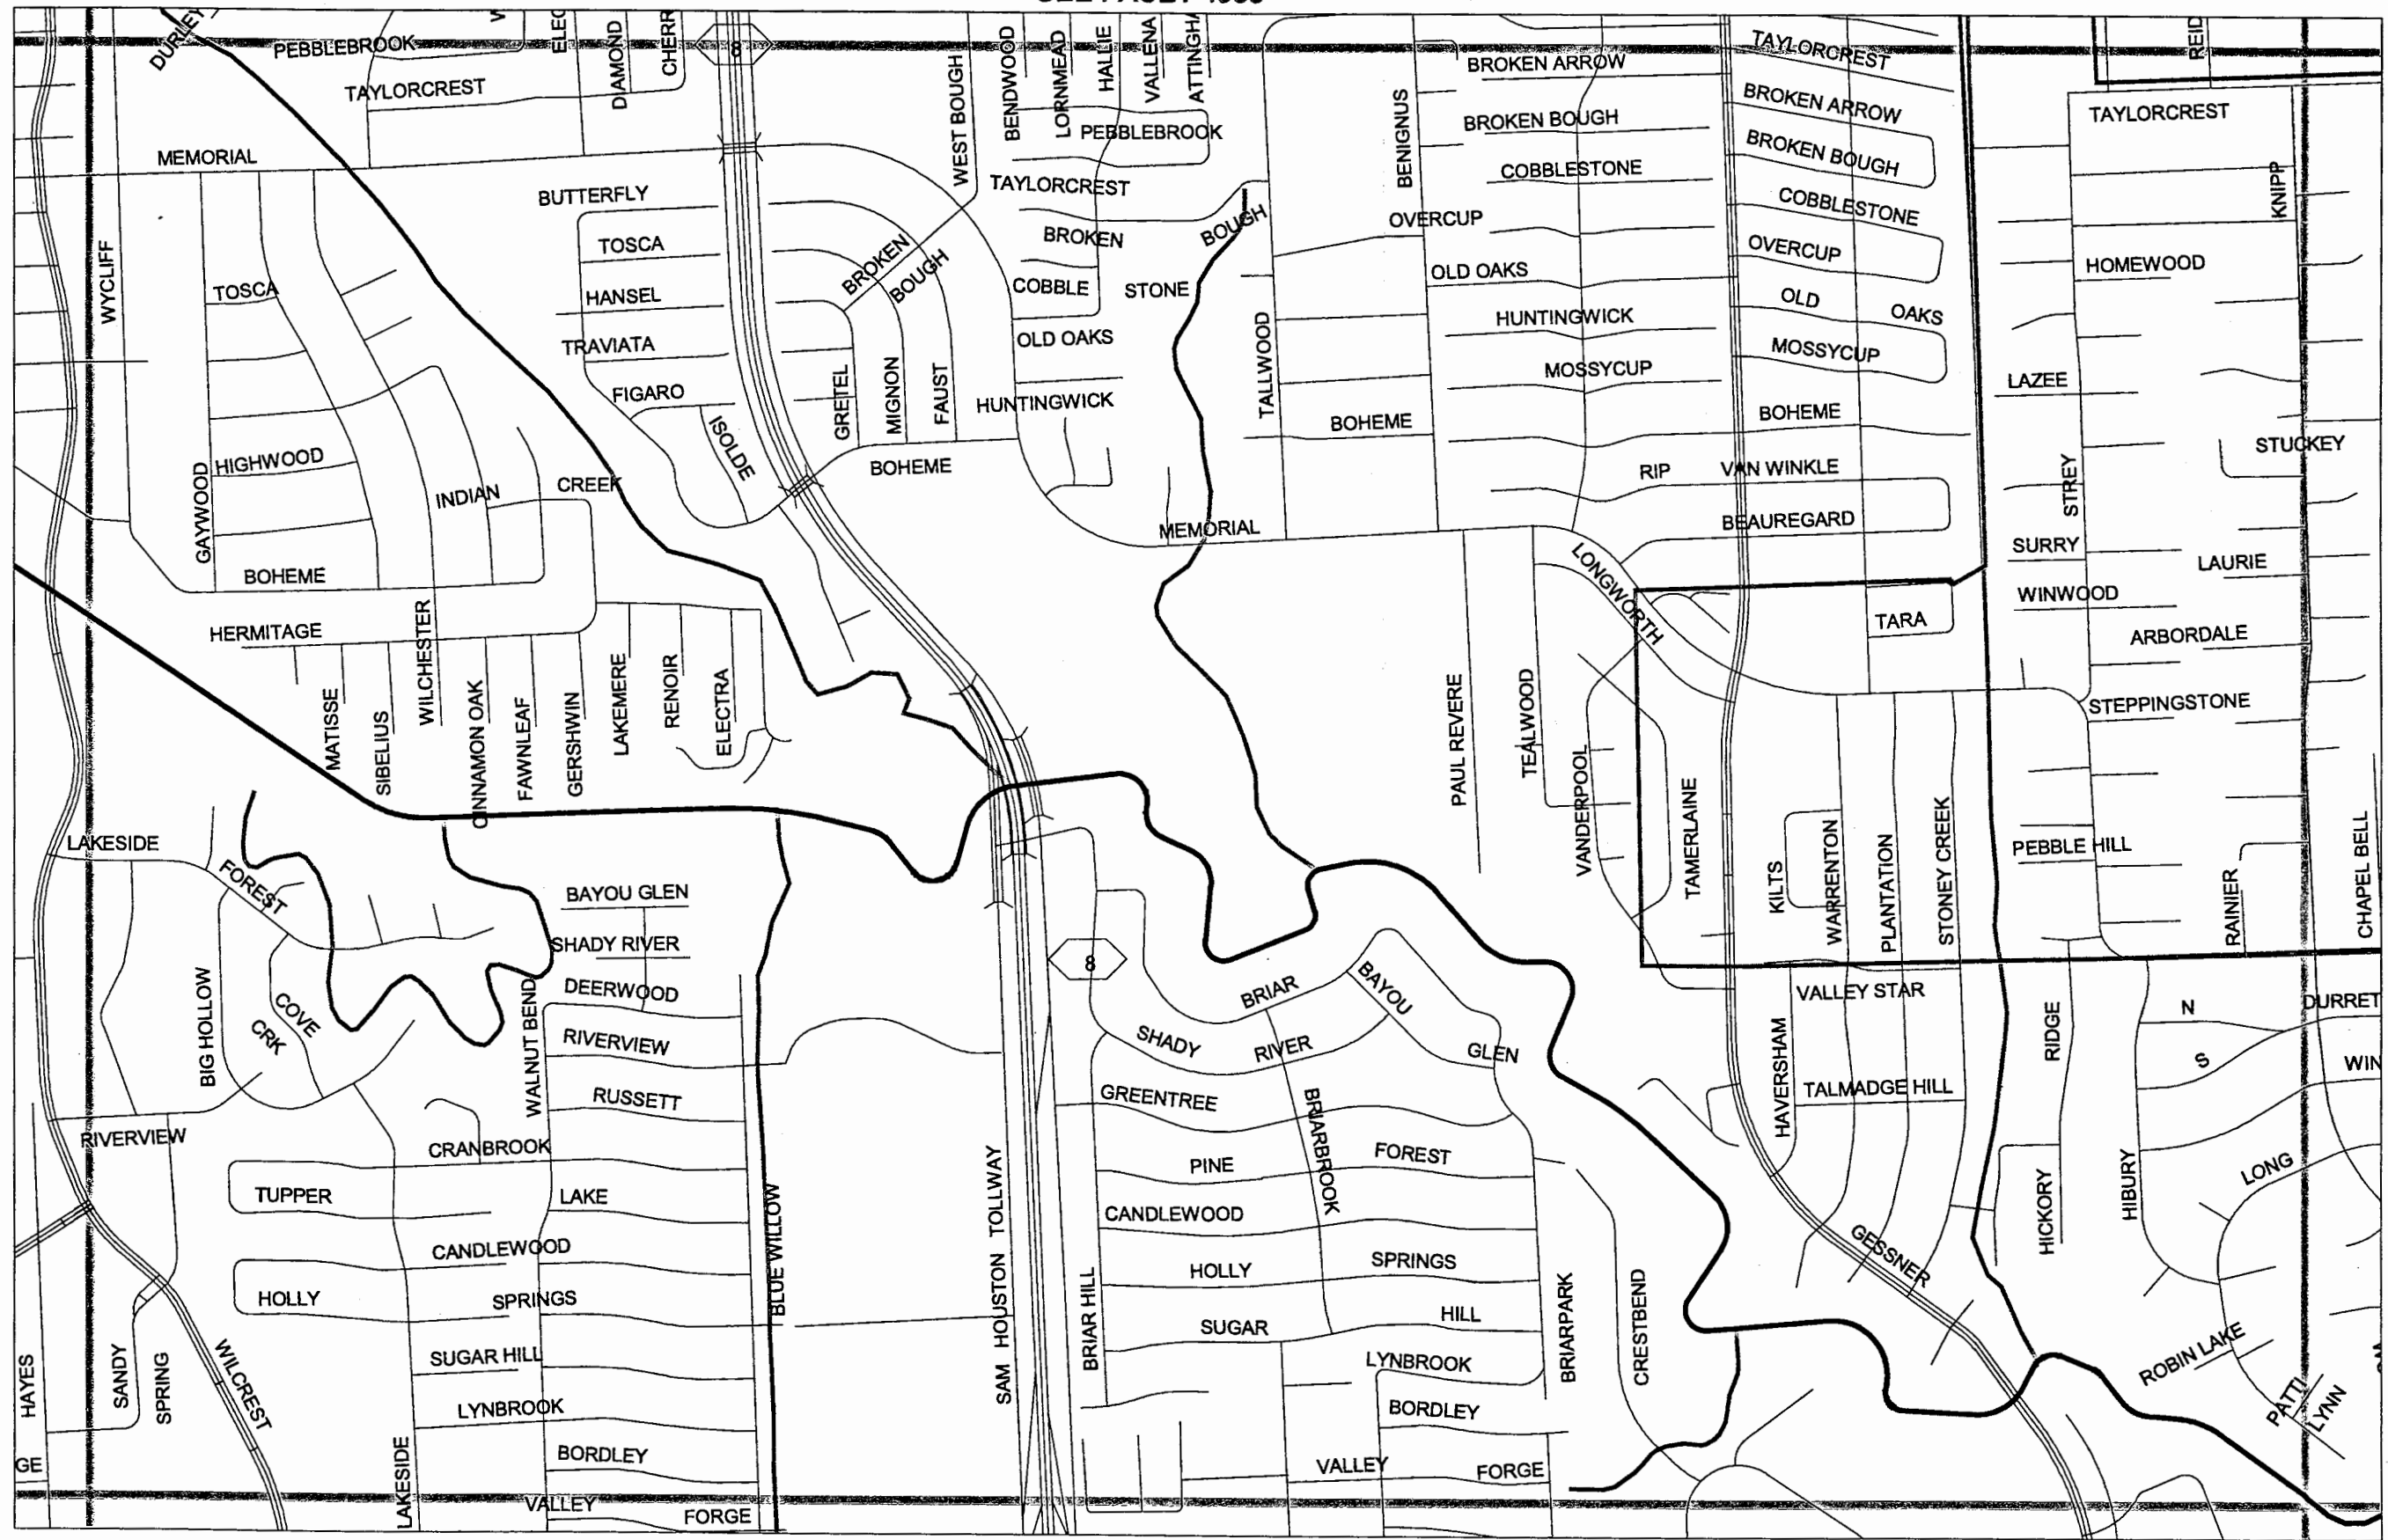 DURLEY
PEBBLEBROOK
DIAMOND
8
WEST BOUGH
BENDWOOD
LORNMEAD
HALLIE
VALLENA
BENIGNUS
BROKEN ARROW
TAYLORCREST
TAYLORCREST
BROKEN ARROW
TAYLORCREST
PEBBLEBROOK
BROKEN BOUGH
BROKEN BOUGH
KNIPP
MEMORIAL
COBBLESTONE
BUTTERFLY
TAYLORCREST
COBBLESTONE
WYCLIFF
TOSCA
BROKEN
BOUGH
BROKEN
BOUGH
OVERCUP
OVERCUP
HOMEWOOD
TOSCA
HANSEL
COBBLE
STONE
OLD OAKS
OLD
OAKS
TRAVIATA
OLD OAKS
TALLWOOD
HUNTINGWICK
MOSSYCUP
FIGARO
GRETEL
MIGNON
FAUST
HUNTINGWICK
MOSSYCUP
LAZEE
ISOLDE
BOHEME
BOHEME
BOHEME
STUCKEY
GAYWOOD
HIGHWOOD
INDIAN
CREEK
RIP
VAN WINKLE
STREY
MEMORIAL
BEAUREGARD
BOHEME
LONGWORTH
SURRY
LAURIE
WINWOOD
HERMITAGE
WILCHESTER
TARA
ARBORDALE
MATISSE
SIBELIUS
CINNAMON OAK
FAWNLEAF
GERSHWIN
LAKEMERE
RENOIR
ELECTRA
PAUL REVERE
TEALWOOD
VANDERPOOL
TAMERLAINE
STEPPINGSTONE
LAKESIDE
FOREST
KILTS
WARRENTON
PLANTATION
STONEY CREEK
PEBBLE HILL
RAINIER
CHAPEL BELL
BAYOU GLEN
SHADY RIVER
8
BIG HOLLOW
COVE
CRK
WALNUT BEND
DEERWOOD
BRIAR
BAYOU
VALLEY STAR
N
RIVERVIEW
SHADY
RIVER
GLEN
HAVERSHAM
RIDGE
S
RUSSETT
GREENTREE
BRIARBROOK
TALMADGE HILL
RIVERVIEW
CRANBROOK
PINE
FOREST
HICKORY
HIBURY
LONG
TUPPER
LAKE
BLUE WILLOW
SAM HOUSTON TOLLWAY
CANDLEWOOD
CANDLEWOOD
GESSNER
HOLLY
SPRINGS
BRIAR HILL
HOLLY
SPRINGS
BRIARPARK
CRESTBEND
SUGAR
HILL
HAYES
SANDY
SPRING
WILCREST
SUGAR HILL
LYNBROOK
ROBIN LAKE
PATTI
LYNN
LYNBROOK
BORDLEY
LAKESIDE
BORDLEY
VALLEY
FORGE
VALLEY
FORGE